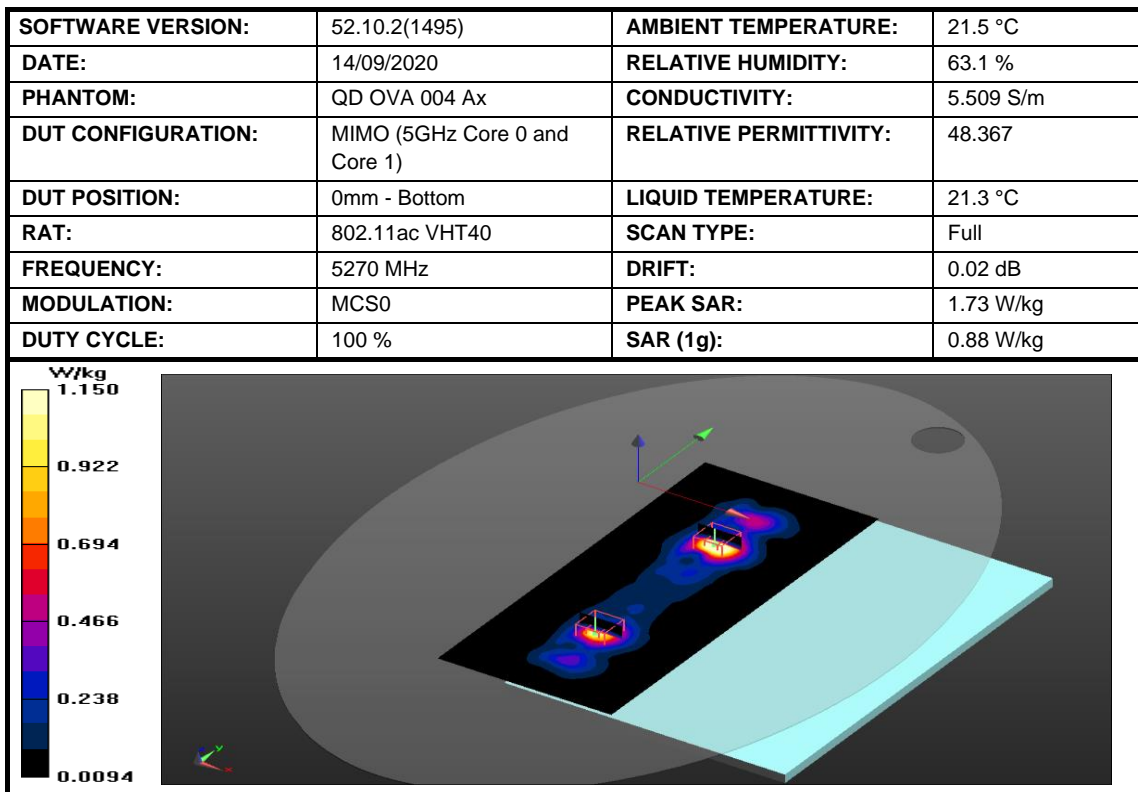 SOFTWARE VERSION: 52.10.2(1495) AMBIENT TEMPERATURE: 21.5 °C
DATE: 14/09/2020 RELATIVE HUMIDITY: 63.1 %
PHANTOM: QD OVA 004 Ax CONDUCTIVITY: 5.509 S/m
DUT CONFIGURATION: MIMO (5GHz Core 0 and RELATIVE PERMITTIVITY: 48.367
Core 1)
DUT POSITION: 0mm - Bottom LIQUID TEMPERATURE: 21.3 °C
RAT: 802.11ac VHT40 SCAN TYPE: Full
FREQUENCY: 5270 MHz DRIFT: 0.02 dB
MODULATION: MCS0 PEAK SAR: 1.73 W/kg
DUTY CYCLE: 100 % SAR (1g): 0.88 W/kg
W/kg
1.150
0.922
0.694
0.466
0.238
0.0094
z
y
x